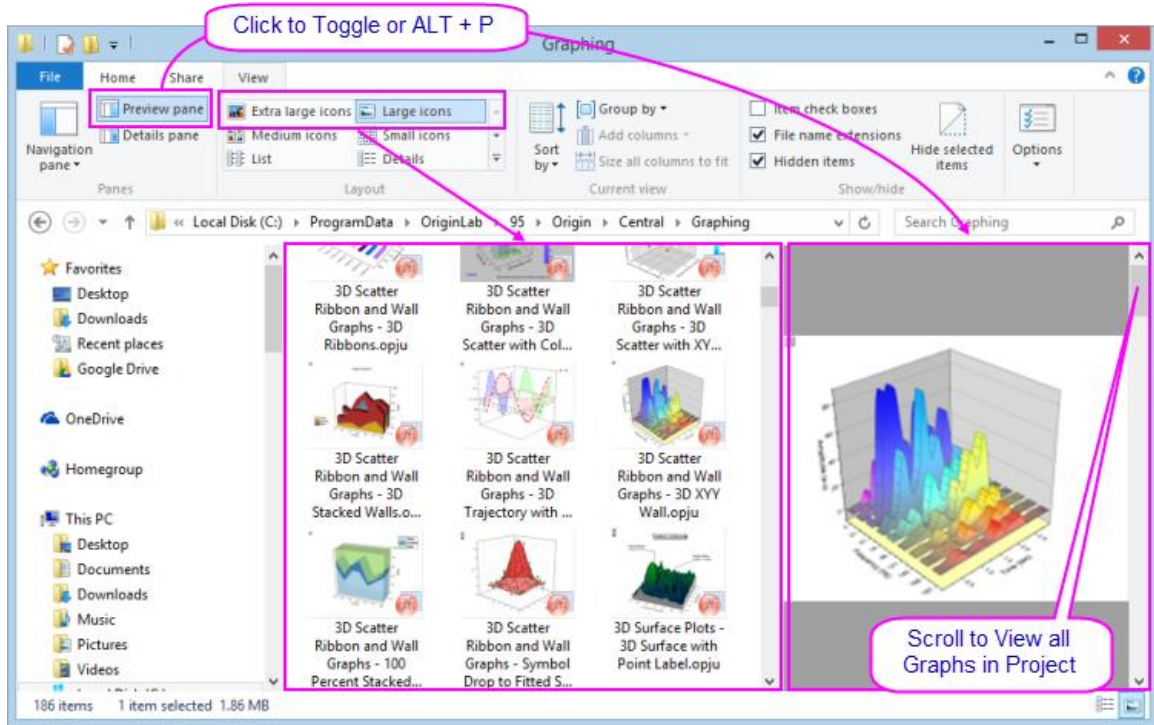 Click to Toggle or ALT + P
Graphing
File Home Share View
Preview pane
Details pane
Navigation pane
Panes
Extra large icons Large icons
Medium icons Small icons
List Details
Layout
Sort by
Group by
Add columns
Size all columns to fit
Current view
Item check boxes
File name extensions
Hidden items
Hide selected items
Show/hide
Options
« Local Disk (C:) ProgramData OriginLab 95 Origin Central Graphing
Search Graphing
Favorites
Desktop
Downloads
Recent places
Google Drive
OneDrive
Homegroup
This PC
Desktop
Documents
Downloads
Music
Pictures
Videos
3D Scatter
Ribbon and Wall
Graphs - 3D
Ribbons.opju
3D Scatter
Ribbon and Wall
Graphs - 3D
Scatter with Col...
3D Scatter
Ribbon and Wall
Graphs - 3D
Scatter with XY...
3D Scatter
Ribbon and Wall
Graphs - 3D
Stacked Walls.o...
3D Scatter
Ribbon and Wall
Graphs - 3D
Trajectory with ...
3D Scatter
Ribbon and Wall
Graphs - 3D XYY
Wall.opju
3D Scatter
Ribbon and Wall
Graphs - 100
Percent Stacked...
3D Scatter
Ribbon and Wall
Graphs - Symbol
Drop to Fitted S...
3D Surface Plots -
3D Surface with
Point Label.opju
Scroll to View all
Graphs in Project
186 items 1 item selected 1.86 MB